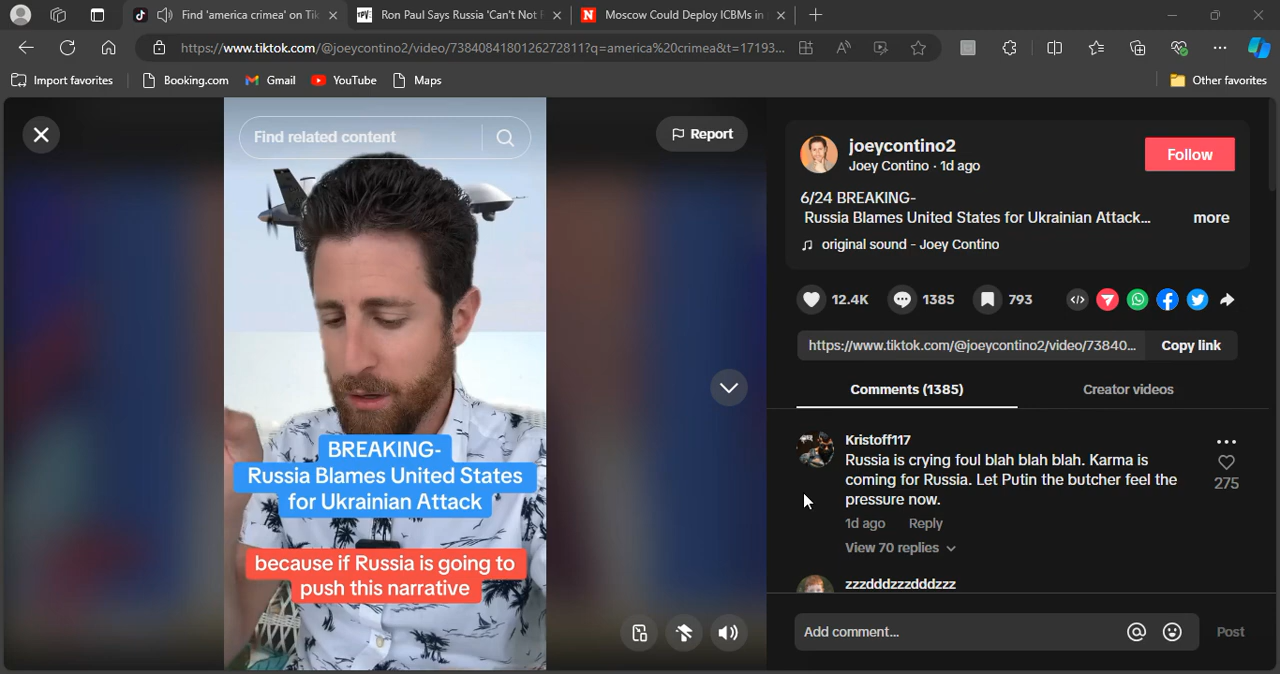 Find 'america crimea' on Tik
Ron Paul Says Russia 'Can't Not F
Moscow Could Deploy ICBMs in
https://www.tiktok.com/@joeycontino2/video/7384084180126272811?q=america%20crimea&t=17193...
Import favorites
Booking.com
Gmail
YouTube
Maps
Other favorites
Find related content
Report
BREAKING-
Russia Blames United States
for Ukrainian Attack
because if Russia is going to
push this narrative
joeycontino2
Joey Contino · 1d ago
Follow
6/24 BREAKING-
Russia Blames United States for Ukrainian Attack...
more
original sound - Joey Contino
12.4K
1385
793
https://www.tiktok.com/@joeycontino2/video/73840...
Copy link
Comments (1385)
Creator videos
Kristoff117
Russia is crying foul blah blah blah. Karma is
coming for Russia. Let Putin the butcher feel the
pressure now.
275
1d ago
Reply
View 70 replies
zzzdddzzzdddzzz
Add comment...
Post